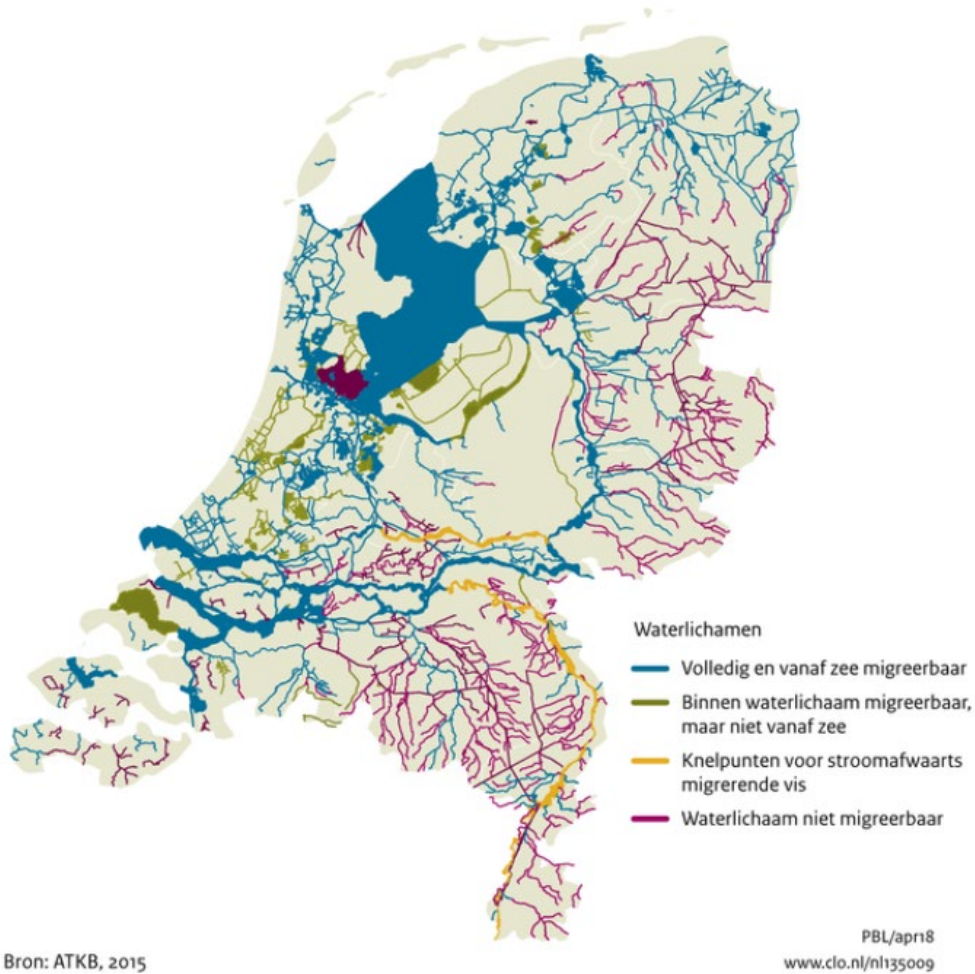 Waterlichamen
Volledig en vanaf zee migreerbaar
Binnen waterlichaam migreerbaar,
maar niet vanaf zee
Knelpunten voor stroomafwaarts
migrerende vis
Waterlichaam niet migreerbaar
PBL/apr18
Bron: ATKB, 2015
www.clo.nl/nl135009